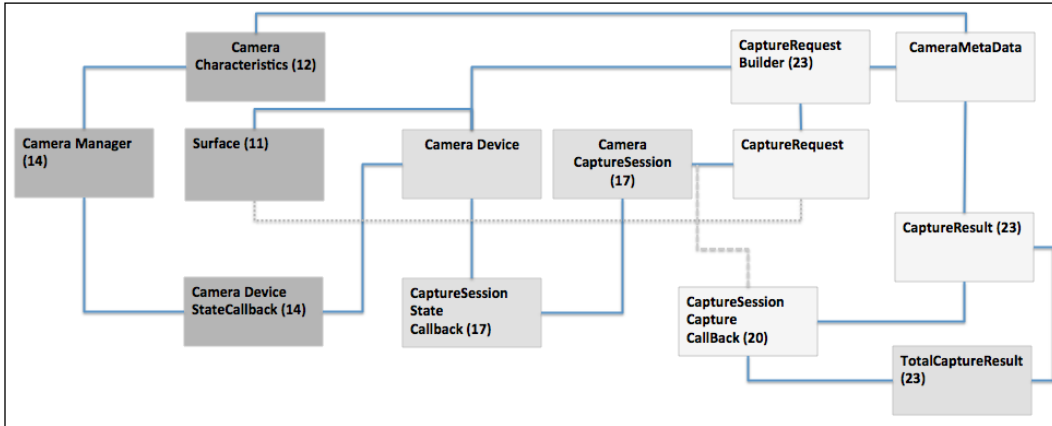 Camera
Characteristics (12)
CaptureRequest
Builder (23)
CameraMetaData
Camera Manager
(14)
Surface (11)
Camera Device
Camera
CaptureSession
(17)
CaptureRequest
CaptureResult (23)
Camera Device
StateCallback (14)
CaptureSession
State
Callback (17)
CaptureSession
Capture
CallBack (20)
TotalCaptureResult
(23)